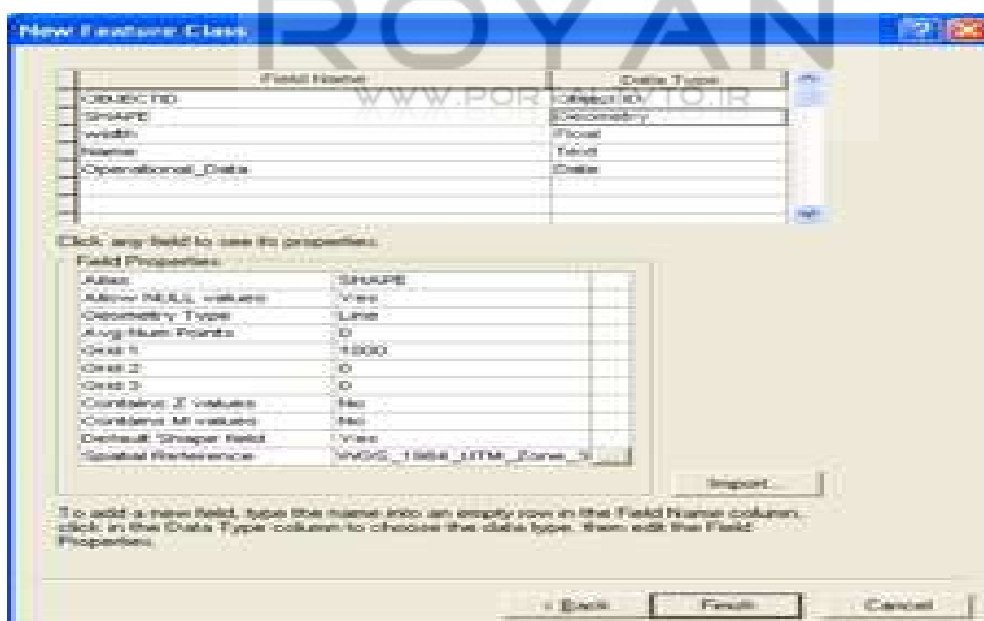 ROYAN
New Feature Class
WWW.PORTALTVTO.IR
Field Name Data Type
OBJECTID Object ID
SHAPE Geometry
width Float
Name Text
Operational_Data Date
Click any field to see its properties.
Field Properties
Alias SHAPE
Allow NULL values Yes
Geometry Type Line
Avg Num Points 0
Grid 1 1000
Grid 2 0
Grid 3 0
Contains Z values No
Contains M values No
Default Shape field Yes
Spatial Reference WGS_1984_UTM_Zone_ ...
Import...
To add a new field, type the name into an empty row in the Field Name column,
click in the Data Type column to choose the data type, then edit the Field
Properties.
< Back Finish Cancel